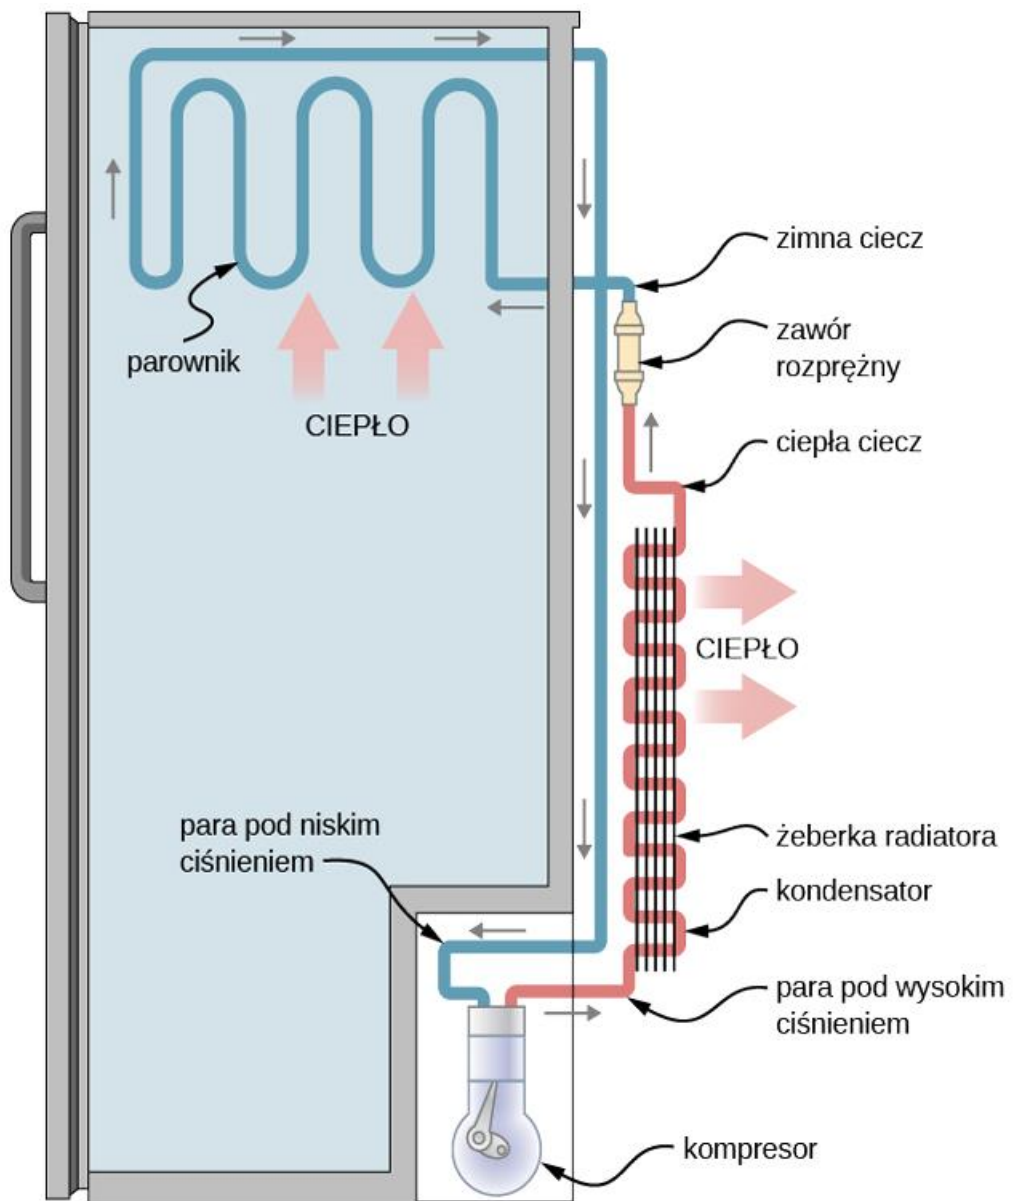 zimna ciecz
zawór
rozprężny
parownik
CIEPŁO
ciepła ciecz
CIEPŁO
para pod niskim
ciśnieniem
żeberka radiatora
kondensator
para pod wysokim
ciśnieniem
kompresor